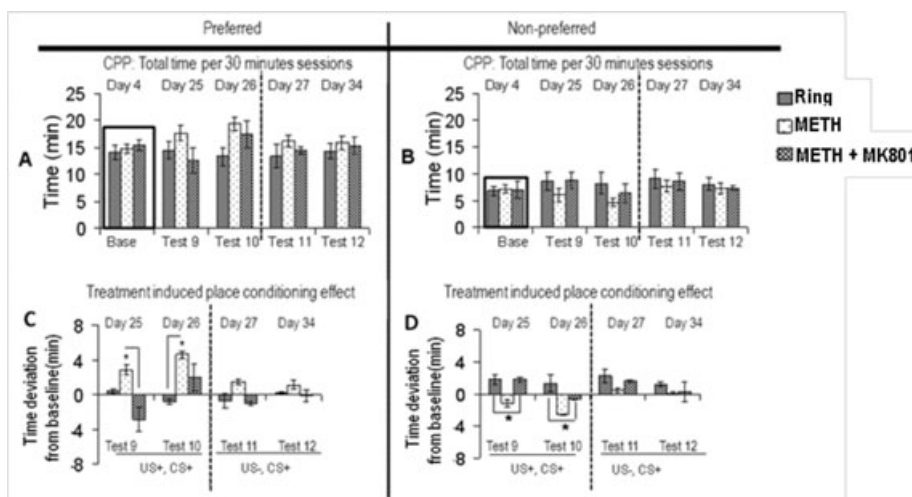 Preferred
Non-preferred
CPP: Total time per 30 minutes sessions
Day 4 Day 25 Day 26 Day 27 Day 34
25
20
15
10
5
0
Time (min)
A
Base Test 9 Test 10 Test 11 Test 12
CPP: Total time per 30 minutes sessions
Day 4 Day 25 Day 26 Day 27 Day 34
25
20
15
10
5
0
Time (min)
B
Base Test 9 Test 10 Test 11 Test 12
Ring
METH
METH + MK801
Treatment induced place conditioning effect
C
Day 25 Day 26 Day 27 Day 34
8
4
0
-4
-8
Time deviation
from baseline(min)
* *
Test 9 Test 10 Test 11 Test 12
US+, CS+ US-, CS+
Treatment induced place conditioning effect
D
Day 25 Day 26 Day 27 Day 34
8
4
0
-4
-8
Time deviation
from baseline(min)
* *
Test 9 Test 10 Test 11 Test 12
US+, CS+ US-, CS+